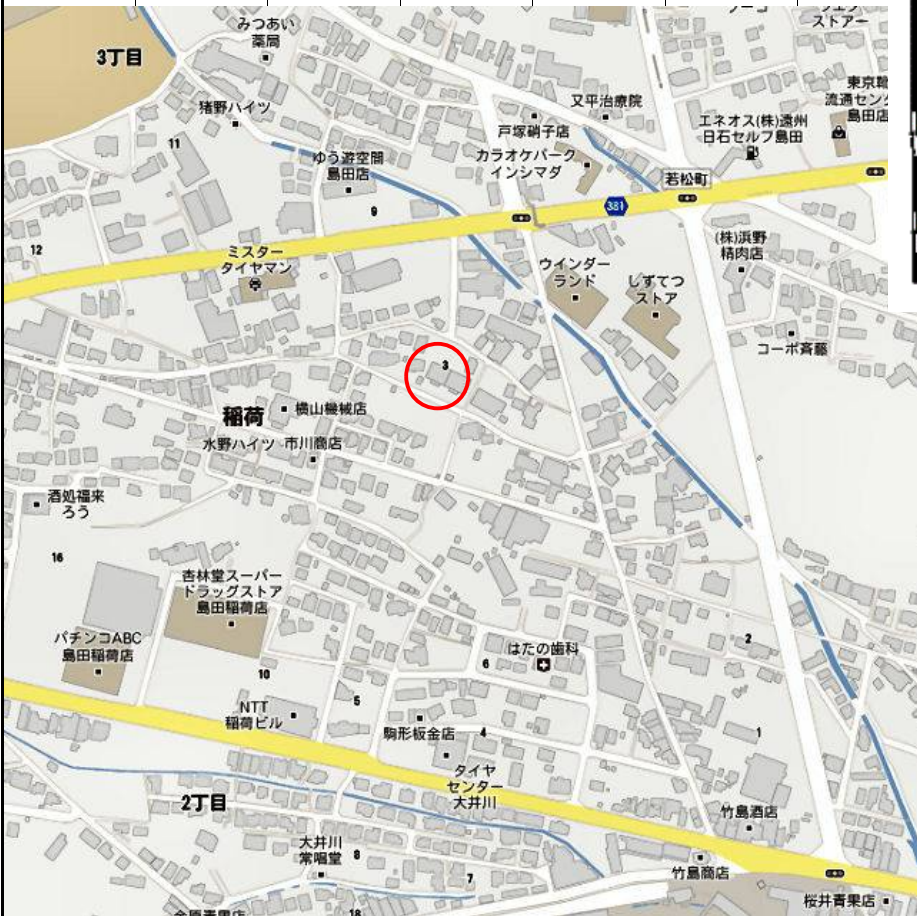 みつあい
薬局
ストアー
3丁目
猪野ハイツ
又平治療院
流通セン
島田店
エネオス(株)遠州
日石セルフ島田
戸塚硝子店
カラオケパーク
インシマダ
11
ゆう遊空間
島田店
若松町
9
381
12
ミスター
タイヤマン
(株)浜野
精肉店
ウインダー
ランド
しずてつ
ストア
コーポ斉藤
3
稲荷
横山機械店
水野ハイツ
市川商店
酒処福来
ろう
16
杏林堂スーパー
ドラッグストア
島田稲荷店
パチンコABC
島田稲荷店
はたの歯科
6
2
10
5
NTT
稲荷ビル
駒形板金店
4
1
タイヤ
センター
大井川
2丁目
竹島酒店
大井川
常唱堂
8
7
竹島商店
桜井青果店
18